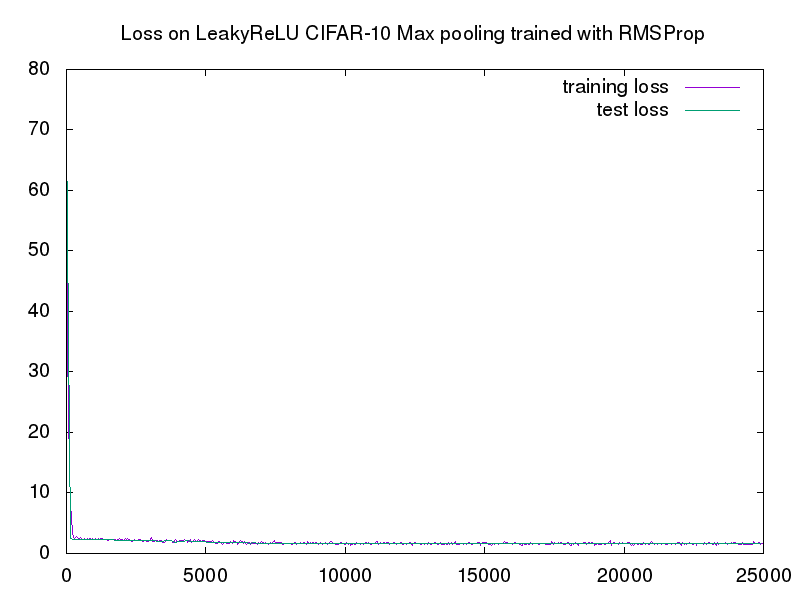 Loss on LeakyReLU CIFAR-10 Max pooling trained with RMSProp
80
training loss
test loss
70
60
50
40
30
20
10
0
0 5000 10000 15000 20000 25000